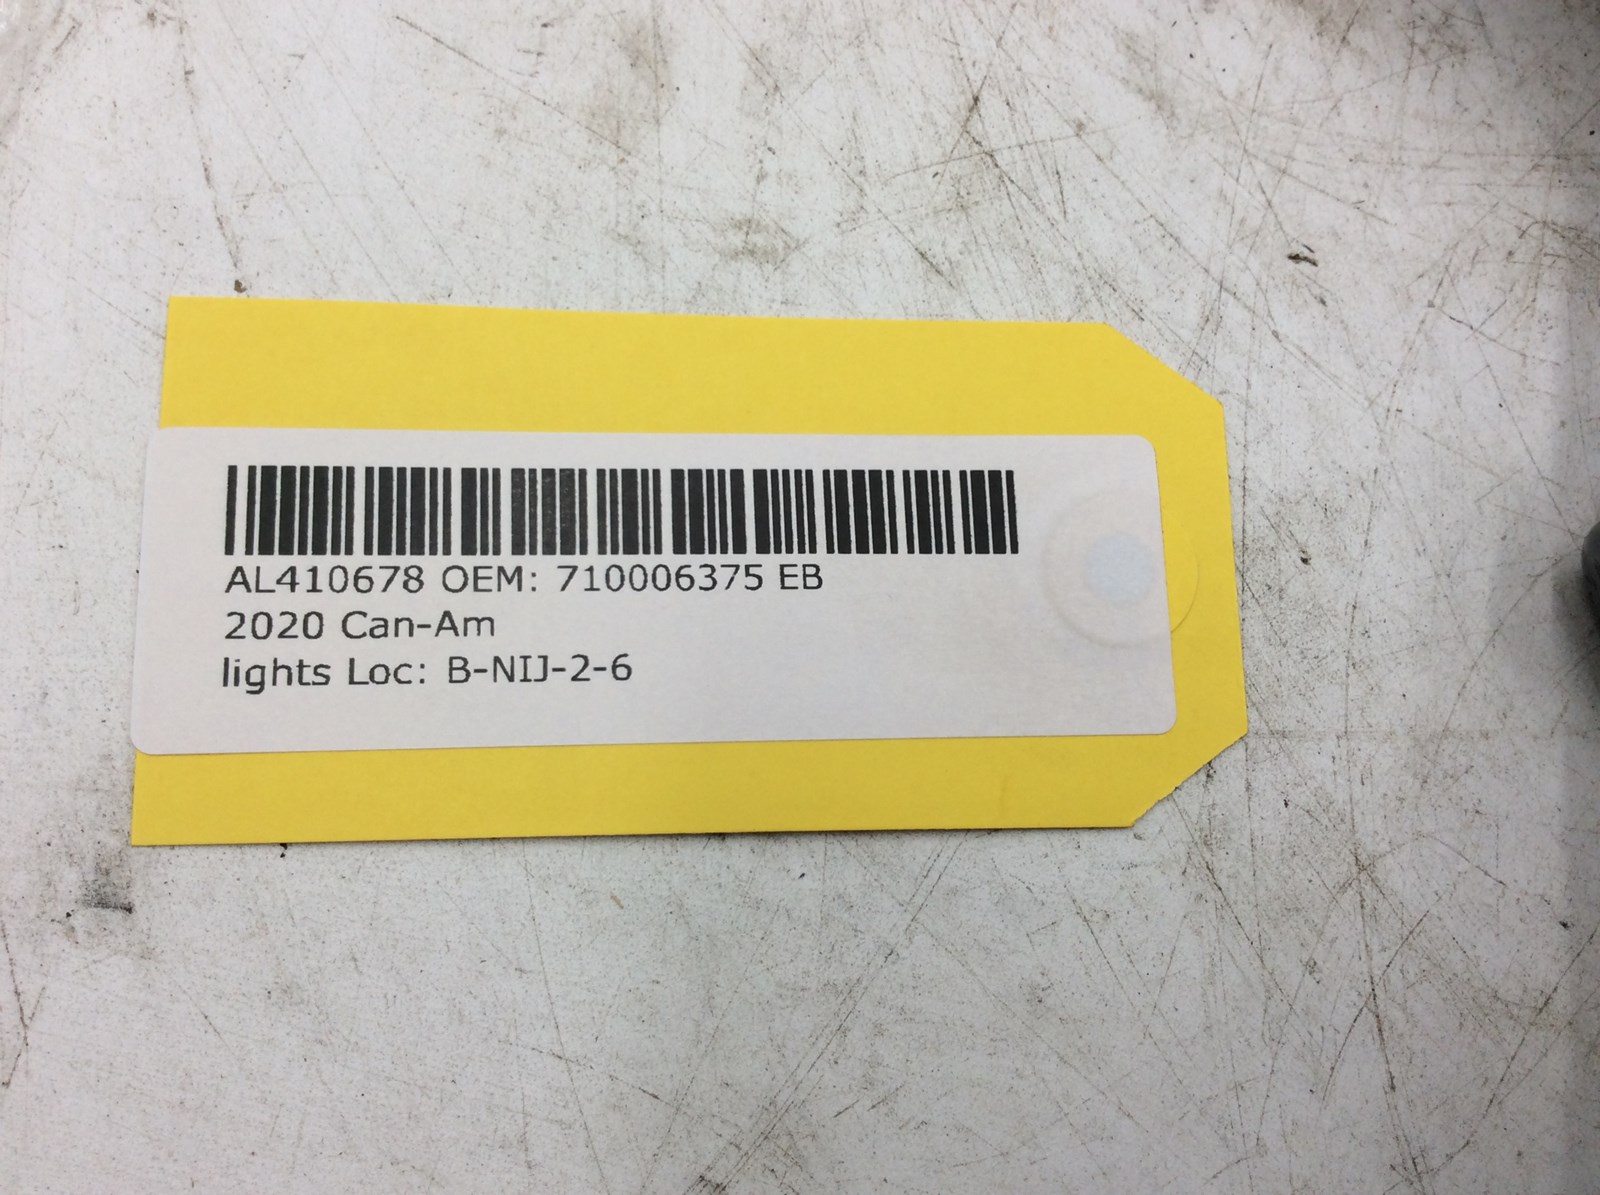 AL410678 OEM: 710006375 EB
2020 Can-Am
lights Loc: B-NIJ-2-6